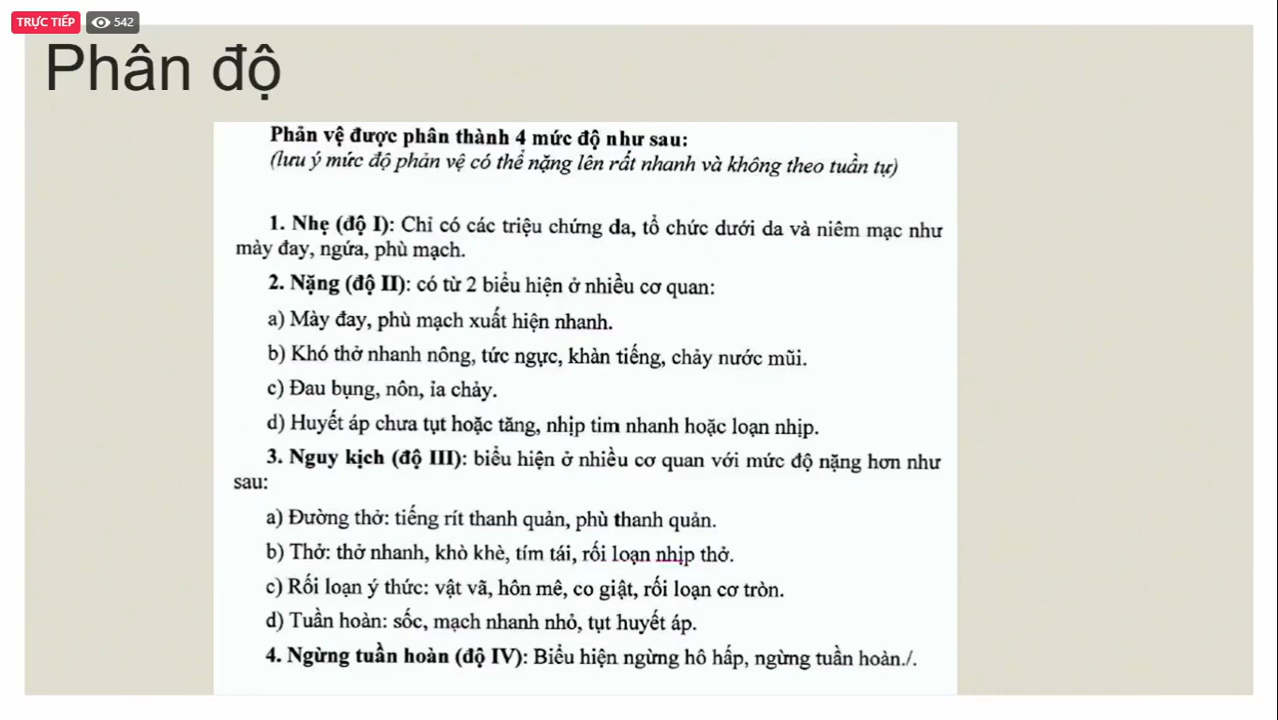 TRỰC TIẾP 542
Phân độ
Phản vệ được phân thành 4 mức độ như sau:
(lưu ý mức độ phản vệ có thể nặng lên rất nhanh và không theo tuần tự)
1. Nhẹ (độ I): Chỉ có các triệu chứng da, tổ chức dưới da và niêm mạc như
mày đay, ngứa, phù mạch.
2. Nặng (độ II): có từ 2 biểu hiện ở nhiều cơ quan:
a) Mày đay, phù mạch xuất hiện nhanh.
b) Khó thở nhanh nông, tức ngực, khàn tiếng, chảy nước mũi.
c) Đau bụng, nôn, ỉa chảy.
d) Huyết áp chưa tụt hoặc tăng, nhịp tim nhanh hoặc loạn nhịp.
3. Nguy kịch (độ III): biểu hiện ở nhiều cơ quan với mức độ nặng hơn như
sau:
a) Đường thở: tiếng rít thanh quản, phù thanh quản.
b) Thở: thở nhanh, khò khè, tím tái, rối loạn nhịp thở.
c) Rối loạn ý thức: vật vã, hôn mê, co giật, rối loạn cơ tròn.
d) Tuần hoàn: sốc, mạch nhanh nhỏ, tụt huyết áp.
4. Ngừng tuần hoàn (độ IV): Biểu hiện ngừng hô hấp, ngừng tuần hoàn./.